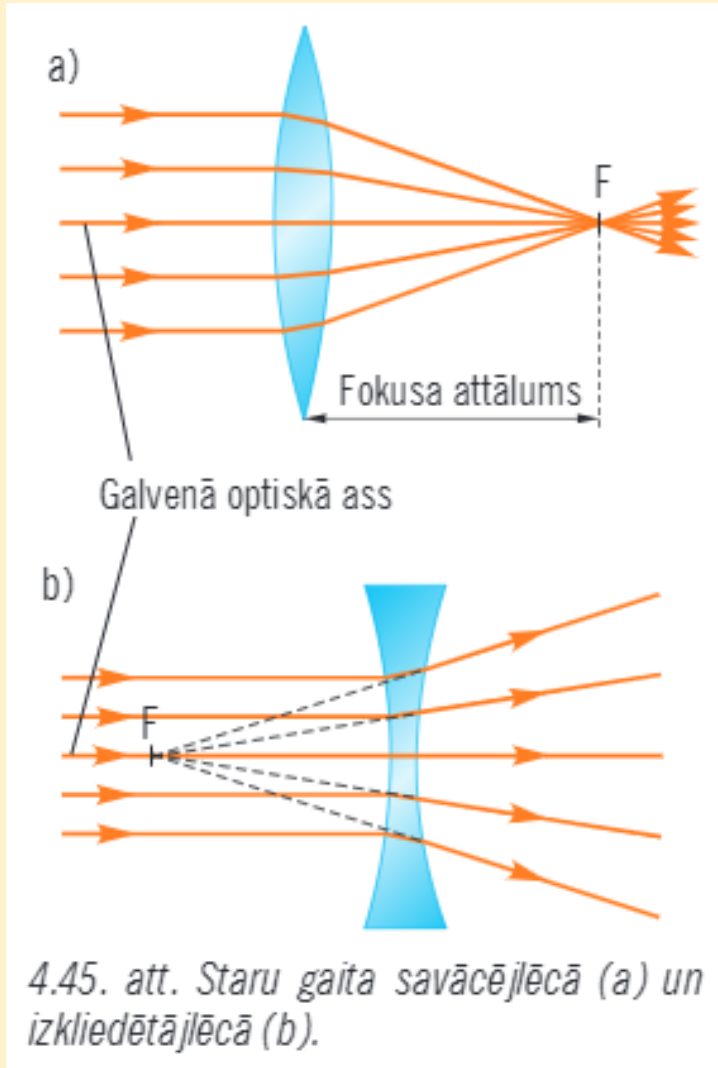 a)
F
Fokusa attālums
Galvenā optiskā ass
b)
F
4.45. att. Staru gaita savācējlēcā (a) un
izkliedētājlēcā (b).